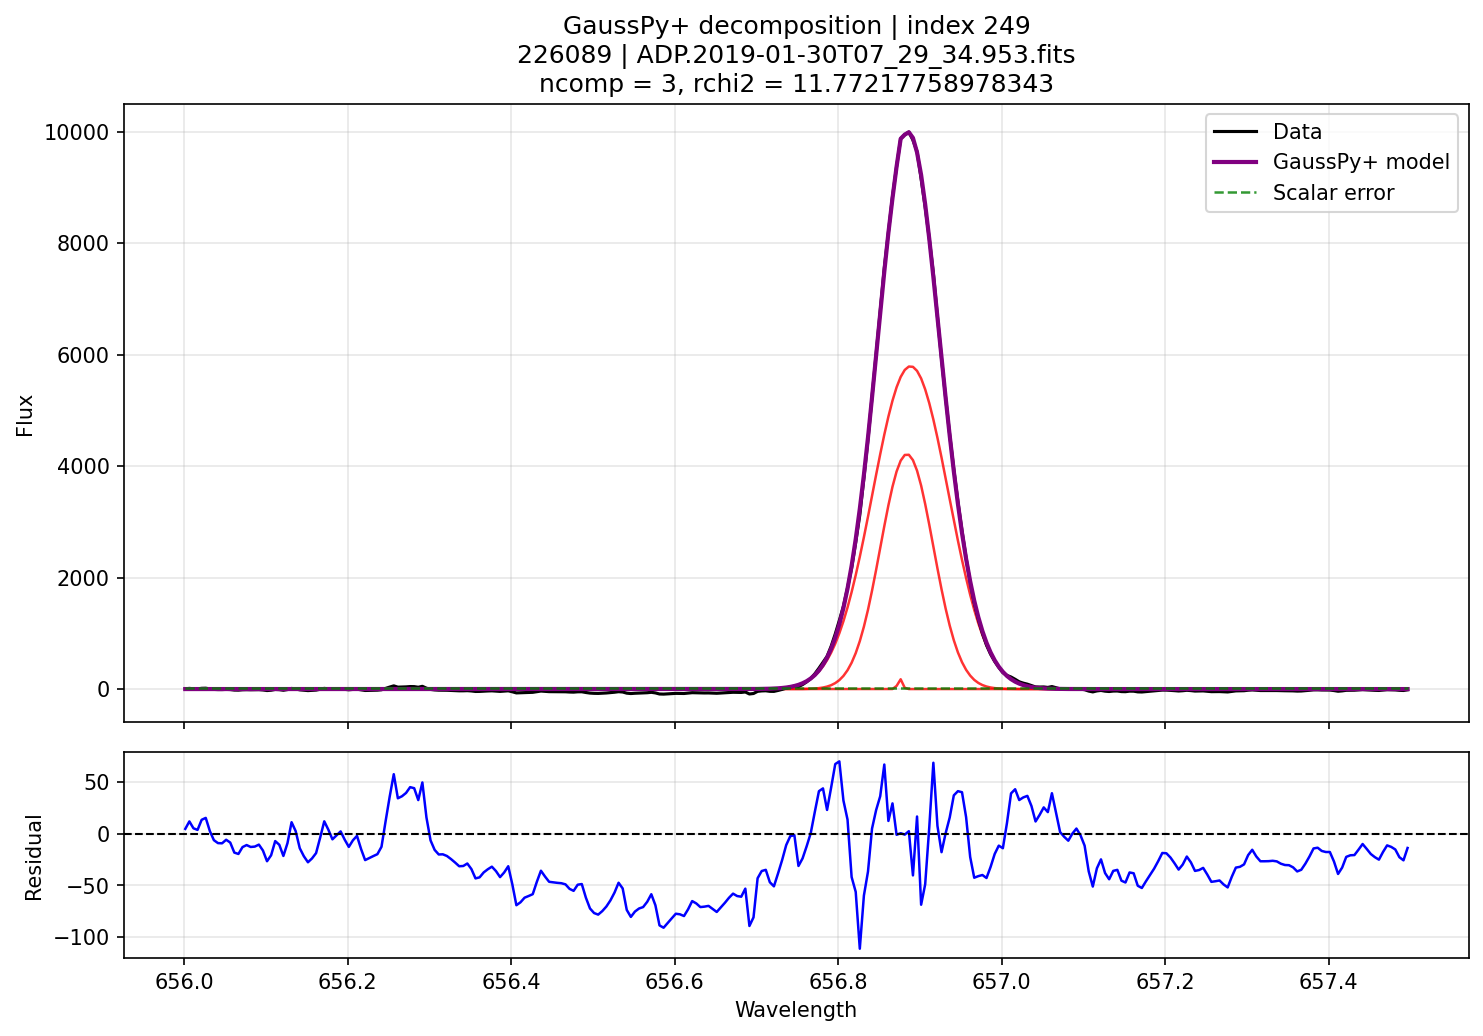 GaussPy+ decomposition | index 249
226089 | ADP.2019-01-30T07_29_34.953.fits
ncomp = 3, rchi2 = 11.77217758978343
Data
GaussPy+ model
Scalar error
Flux
10000
8000
6000
4000
2000
0
Residual
50
0
−50
−100
656.0
656.2
656.4
656.6
656.8
657.0
657.2
657.4
Wavelength